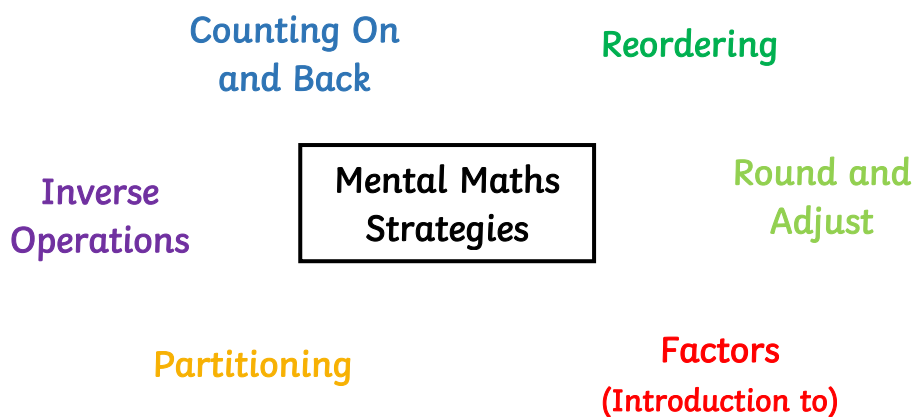 Counting On
and Back
Reordering
Mental Maths
Strategies
Round and
Adjust
Inverse
Operations
Partitioning
Factors
(Introduction to)